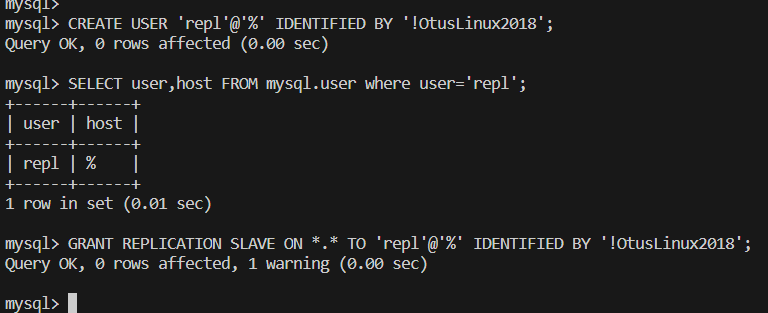 mysql>
mysql> CREATE USER 'repl'@'%' IDENTIFIED BY '!OtusLinux2018';
Query OK, 0 rows affected (0.00 sec)
mysql> SELECT user,host FROM mysql.user where user='repl';
+------+------+
| user | host |
+------+------+
| repl | %    |
+------+------+
1 row in set (0.01 sec)
mysql> GRANT REPLICATION SLAVE ON *.* TO 'repl'@'%' IDENTIFIED BY '!OtusLinux2018';
Query OK, 0 rows affected, 1 warning (0.00 sec)
mysql>